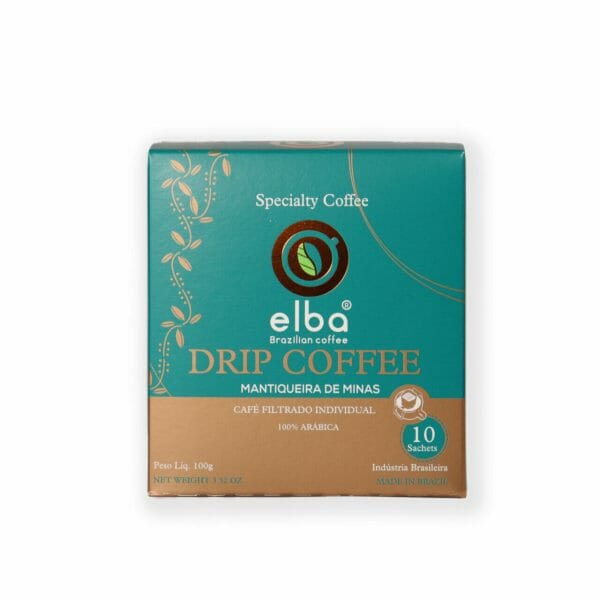 Specialty Coffee
elba®
Brazilian coffee
DRIP COFFEE
MANTIQUEIRA DE MINAS
CAFÉ FILTRADO INDIVIDUAL
100% ARÁBICA
10
Sachets
Peso Líq. 100g
Indústria Brasileira
NET WEIGHT 3.52 OZ
MADE IN BRAZIL